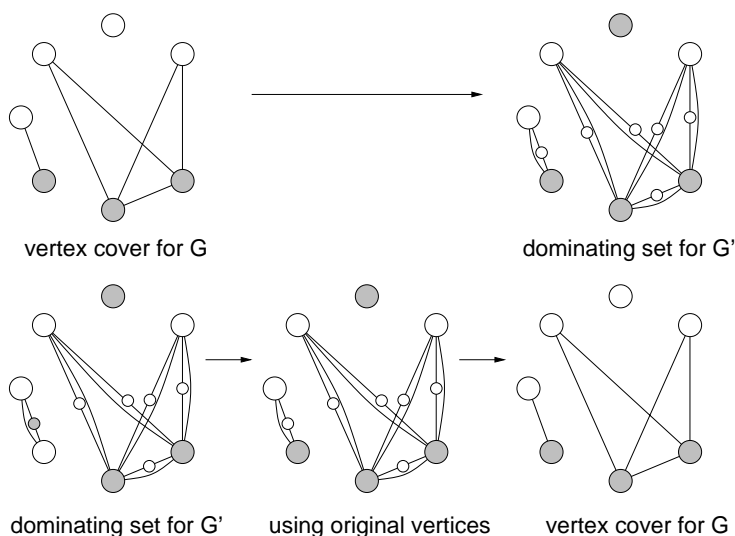 vertex cover for G
dominating set for G’
dominating set for G’
using original vertices
vertex cover for G